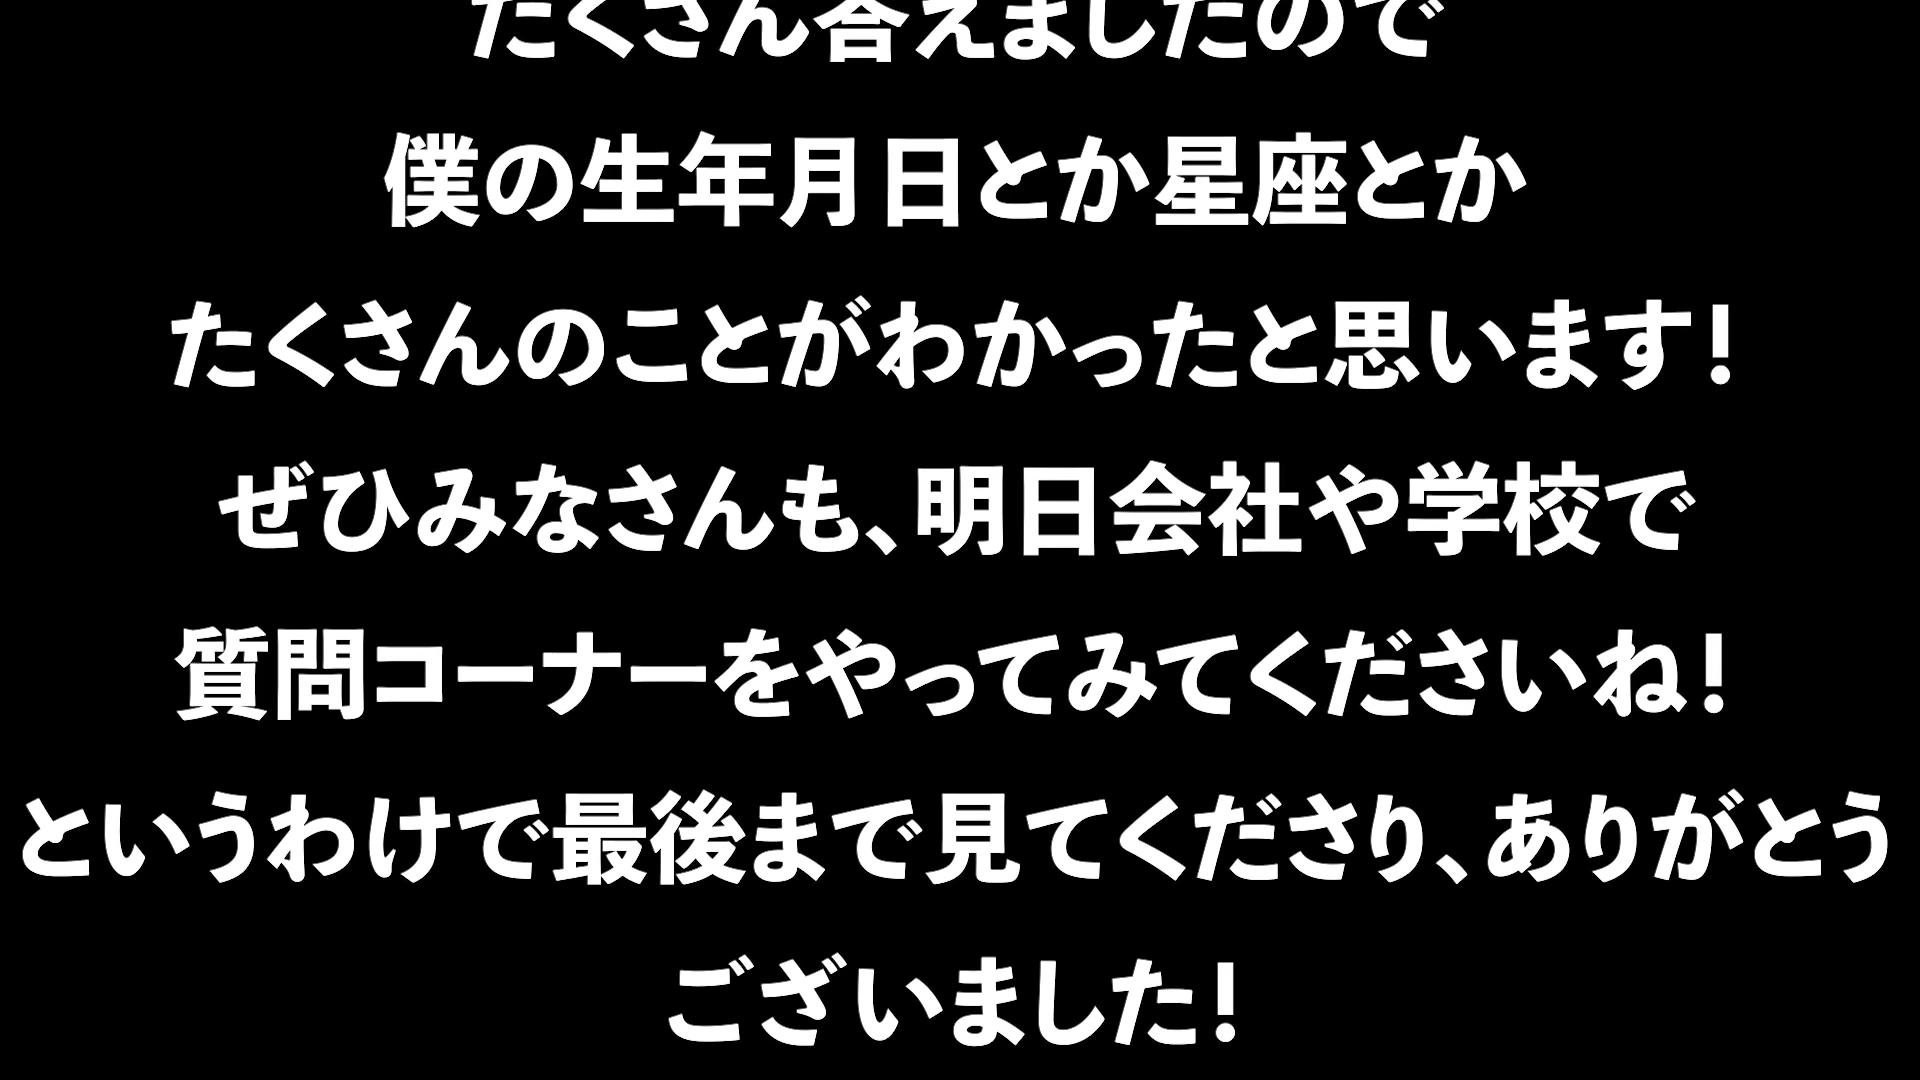 たくさん答えましたので
僕の生年月日とか星座とか
たくさんのことがわかったと思います！
ぜひみなさんも、明日会社や学校で
質問コーナーをやってみてくださいね！
というわけで最後まで見てくださり、ありがとう
ございました！